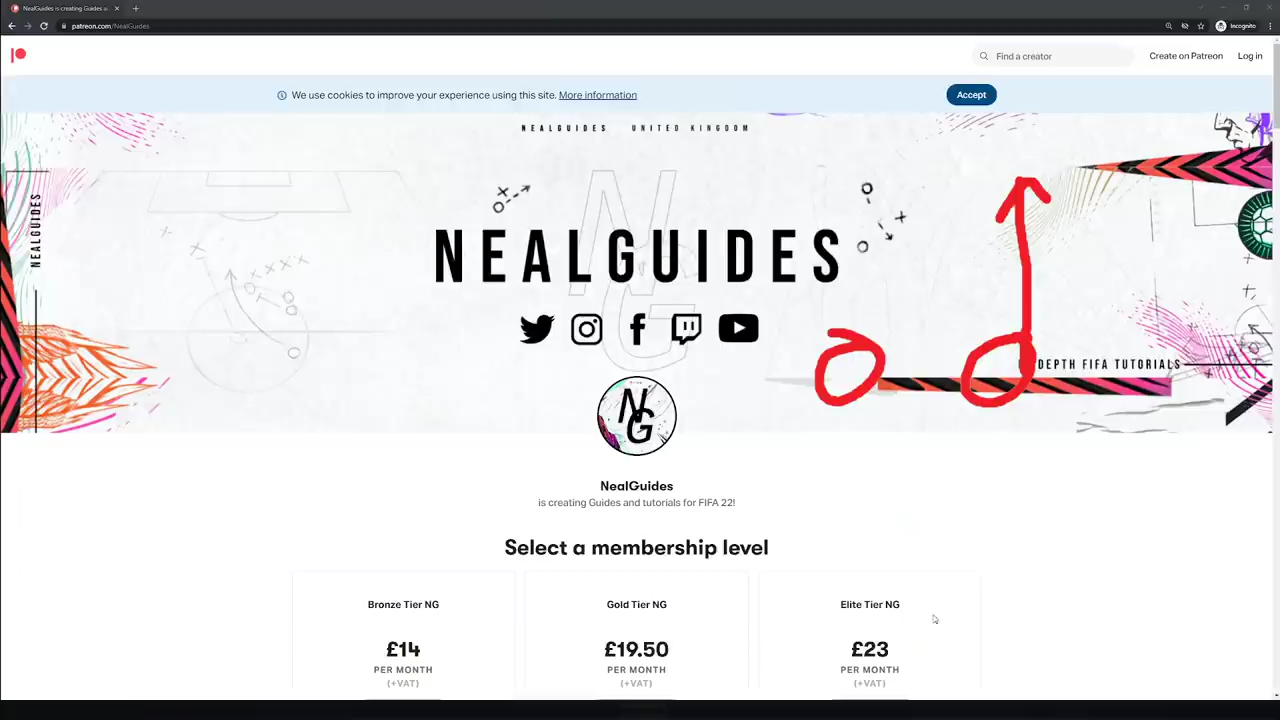 NealGuides is creating Guides a
patreon.com/NealGuides
Incognito
Find a creator
Create on Patreon
Log in
We use cookies to improve your experience using this site. More information
Accept
NEALGUIDES UNITED KINGDOM
NEALGUIDES
NEALGUIDES
DEPTH FIFA TUTORIALS
NG
NG
NealGuides
is creating Guides and tutorials for FIFA 22!
Select a membership level
Bronze Tier NG
£14
PER MONTH
(+VAT)
Gold Tier NG
£19.50
PER MONTH
(+VAT)
Elite Tier NG
£23
PER MONTH
(+VAT)